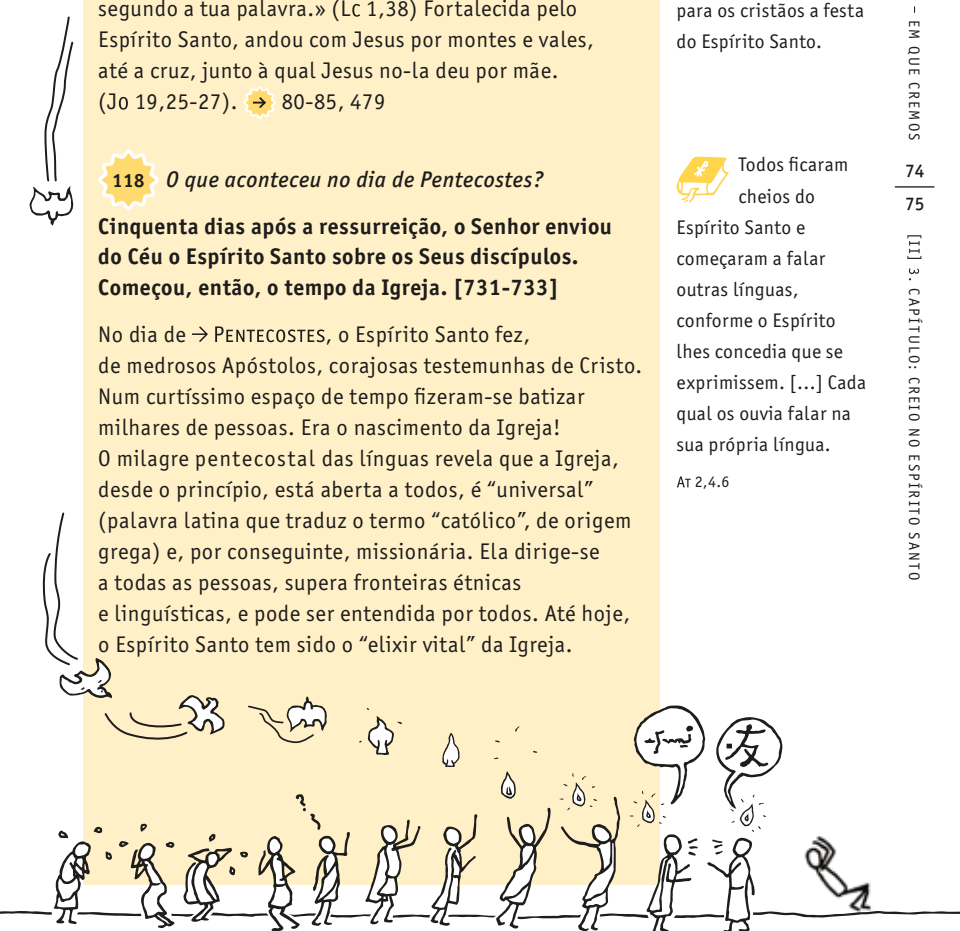 segundo a tua palavra.» (Lc 1,38) Fortalecida pelo
Espírito Santo, andou com Jesus por montes e vales,
até a cruz, junto à qual Jesus no-la deu por mãe.
(Jo 19,25-27). → 80-85, 479
118 O que aconteceu no dia de Pentecostes?
Cinquenta dias após a ressurreição, o Senhor enviou
do Céu o Espírito Santo sobre os Seus discípulos.
Começou, então, o tempo da Igreja. [731-733]
No dia de → Pentecostes, o Espírito Santo fez,
de medrosos Apóstolos, corajosas testemunhas de Cristo.
Num curtíssimo espaço de tempo fizeram-se batizar
milhares de pessoas. Era o nascimento da Igreja!
O milagre pentecostal das línguas revela que a Igreja,
desde o princípio, está aberta a todos, é “universal”
(palavra latina que traduz o termo “católico”, de origem
grega) e, por conseguinte, missionária. Ela dirige-se
a todas as pessoas, supera fronteiras étnicas
e linguísticas, e pode ser entendida por todos. Até hoje,
o Espírito Santo tem sido o “elixir vital” da Igreja.
para os cristãos a festa
do Espírito Santo.
Todos ficaram
cheios do
Espírito Santo e
começaram a falar
outras línguas,
conforme o Espírito
lhes concedia que se
exprimissem. [...] Cada
qual os ouvia falar na
sua própria língua.
At 2,4.6
– EM QUE CREMOS
74
75
[II] 3. CAPÍTULO: CREIO NO ESPÍRITO SANTO
?
友